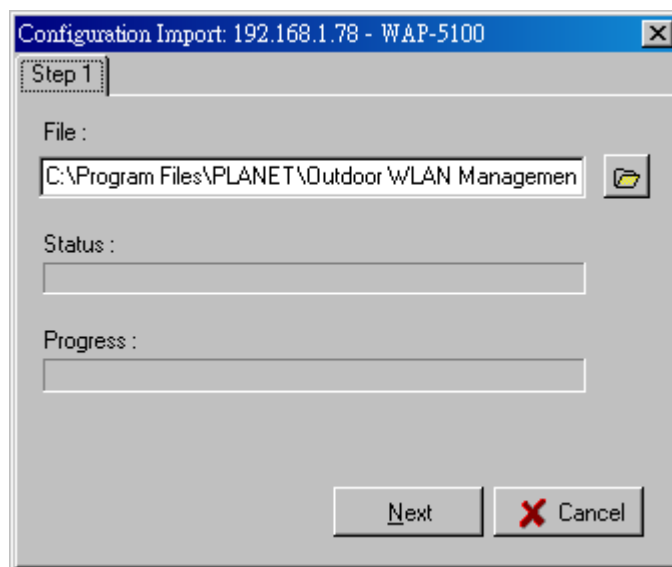 Configuration Import: 192.168.1.78 - WAP-5100
Step 1
File :
C:\Program Files\PLANET\Outdoor WLAN Managemen
Status :
Progress :
Next
Cancel